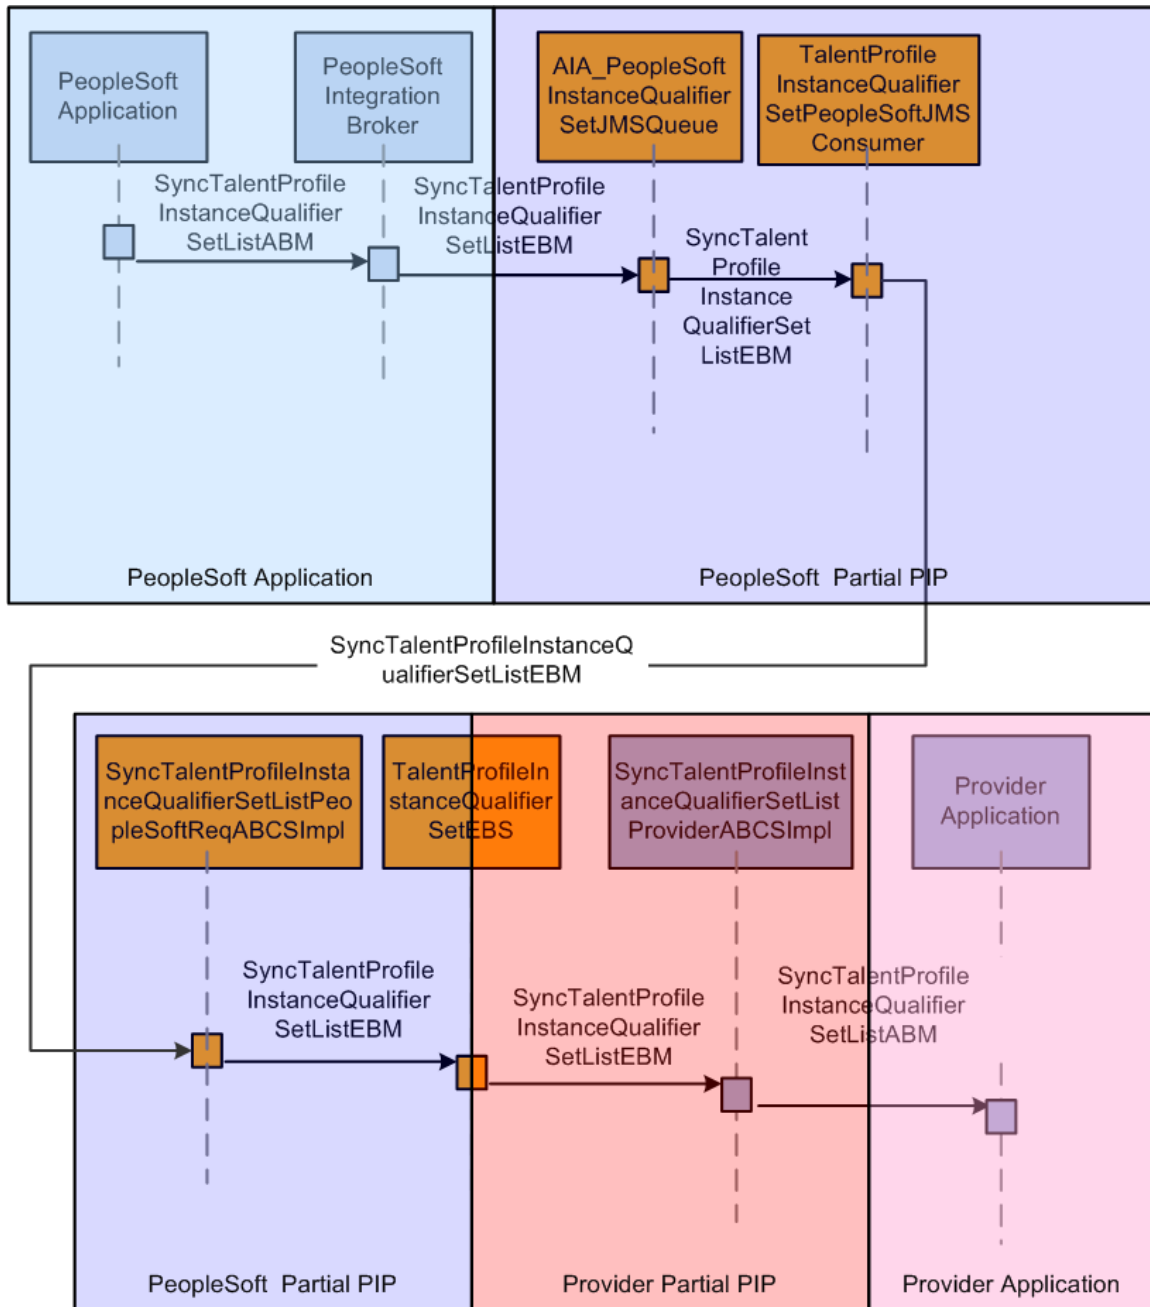 PeopleSoft
Application
PeopleSoft
Integration
Broker
AIA_PeopleSoft
InstanceQualifier
SetJMSQueue
TalentProfile
InstanceQualifier
SetPeopleSoftJMS
Consumer
SyncTalentProfile
InstanceQualifier
SetListABM
SyncTalentProfile
InstanceQualifier
SetListEBM
SyncTalent
Profile
Instance
QualifierSet
ListEBM
PeopleSoft Application
PeopleSoft Partial PIP
SyncTalentProfileInstanceQ
ualifierSetListEBM
SyncTalentProfileInsta
nceQualifierSetListPeo
pleSoftReqABCSImpl
TalentProfileIn
stanceQualifier
SetEBS
SyncTalentProfileInst
anceQualifierSetList
ProviderABCSImpl
Provider
Application
SyncTalentProfile
InstanceQualifier
SetListEBM
SyncTalentProfile
InstanceQualifier
SetListEBM
SyncTalentProfile
InstanceQualifier
SetListABM
PeopleSoft Partial PIP
Provider Partial PIP
Provider Application